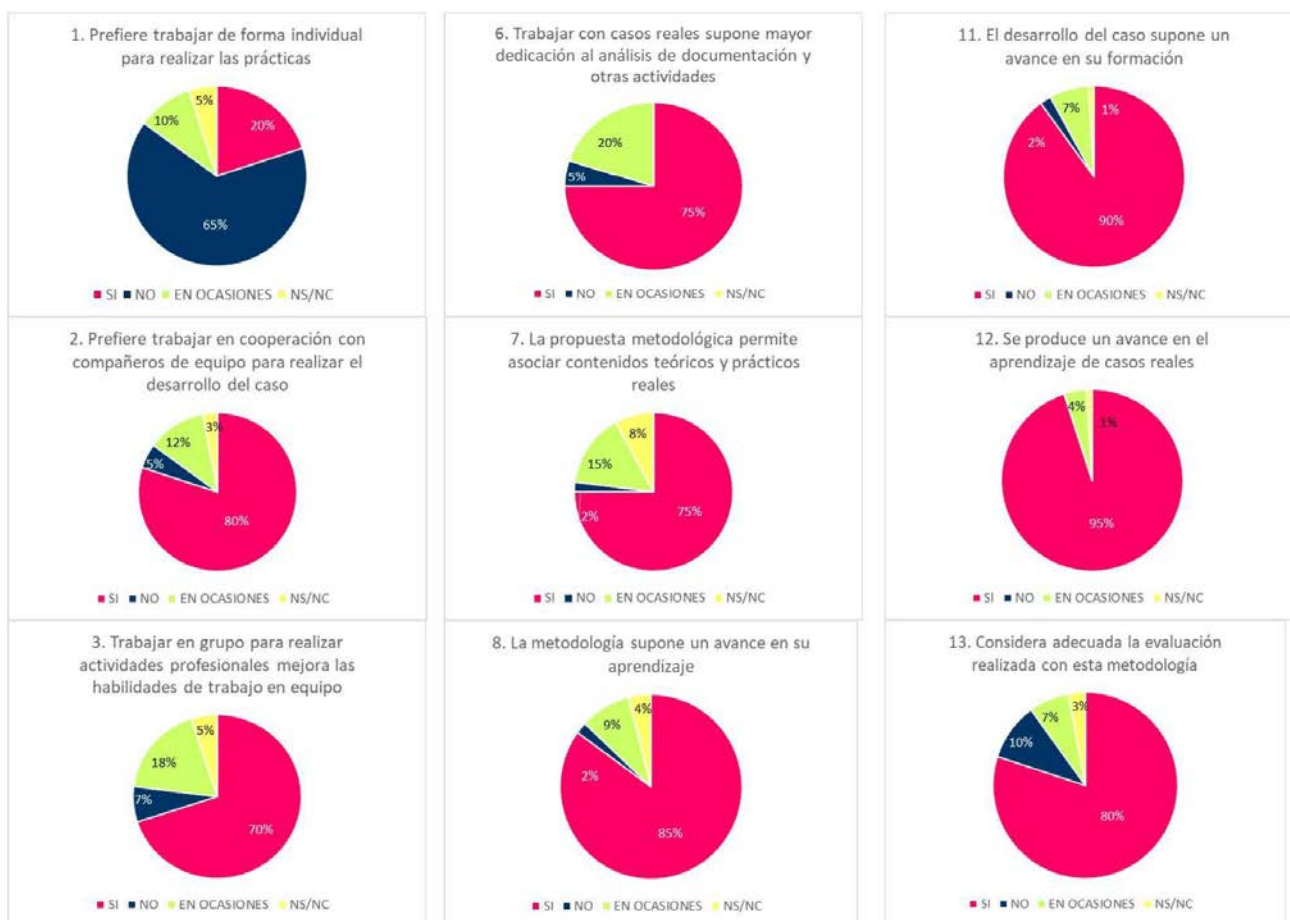 1. Prefiere trabajar de forma individual
para realizar las prácticas
5%
10%
20%
65%
SI NO EN OCASIONES NS/NC
6. Trabajar con casos reales supone mayor
dedicación al análisis de documentación y
otras actividades
20%
5%
75%
SI NO EN OCASIONES NS/NC
11. El desarrollo del caso supone un
avance en su formación
7%
1%
2%
90%
SI NO EN OCASIONES NS/NC
2. Prefiere trabajar en cooperación con
compañeros de equipo para realizar el
desarrollo del caso
3%
12%
5%
80%
SI NO EN OCASIONES NS/NC
7. La propuesta metodológica permite
asociar contenidos teóricos y prácticos
reales
8%
15%
2%
75%
SI NO EN OCASIONES NS/NC
12. Se produce un avance en el
aprendizaje de casos reales
4%
1%
95%
SI NO EN OCASIONES NS/NC
3. Trabajar en grupo para realizar
actividades profesionales mejora las
habilidades de trabajo en equipo
5%
18%
7%
70%
SI NO EN OCASIONES NS/NC
8. La metodología supone un avance en su
aprendizaje
4%
9%
2%
85%
SI NO EN OCASIONES NS/NC
13. Considera adecuada la evaluación
realizada con esta metodología
3%
7%
10%
80%
SI NO EN OCASIONES NS/NC